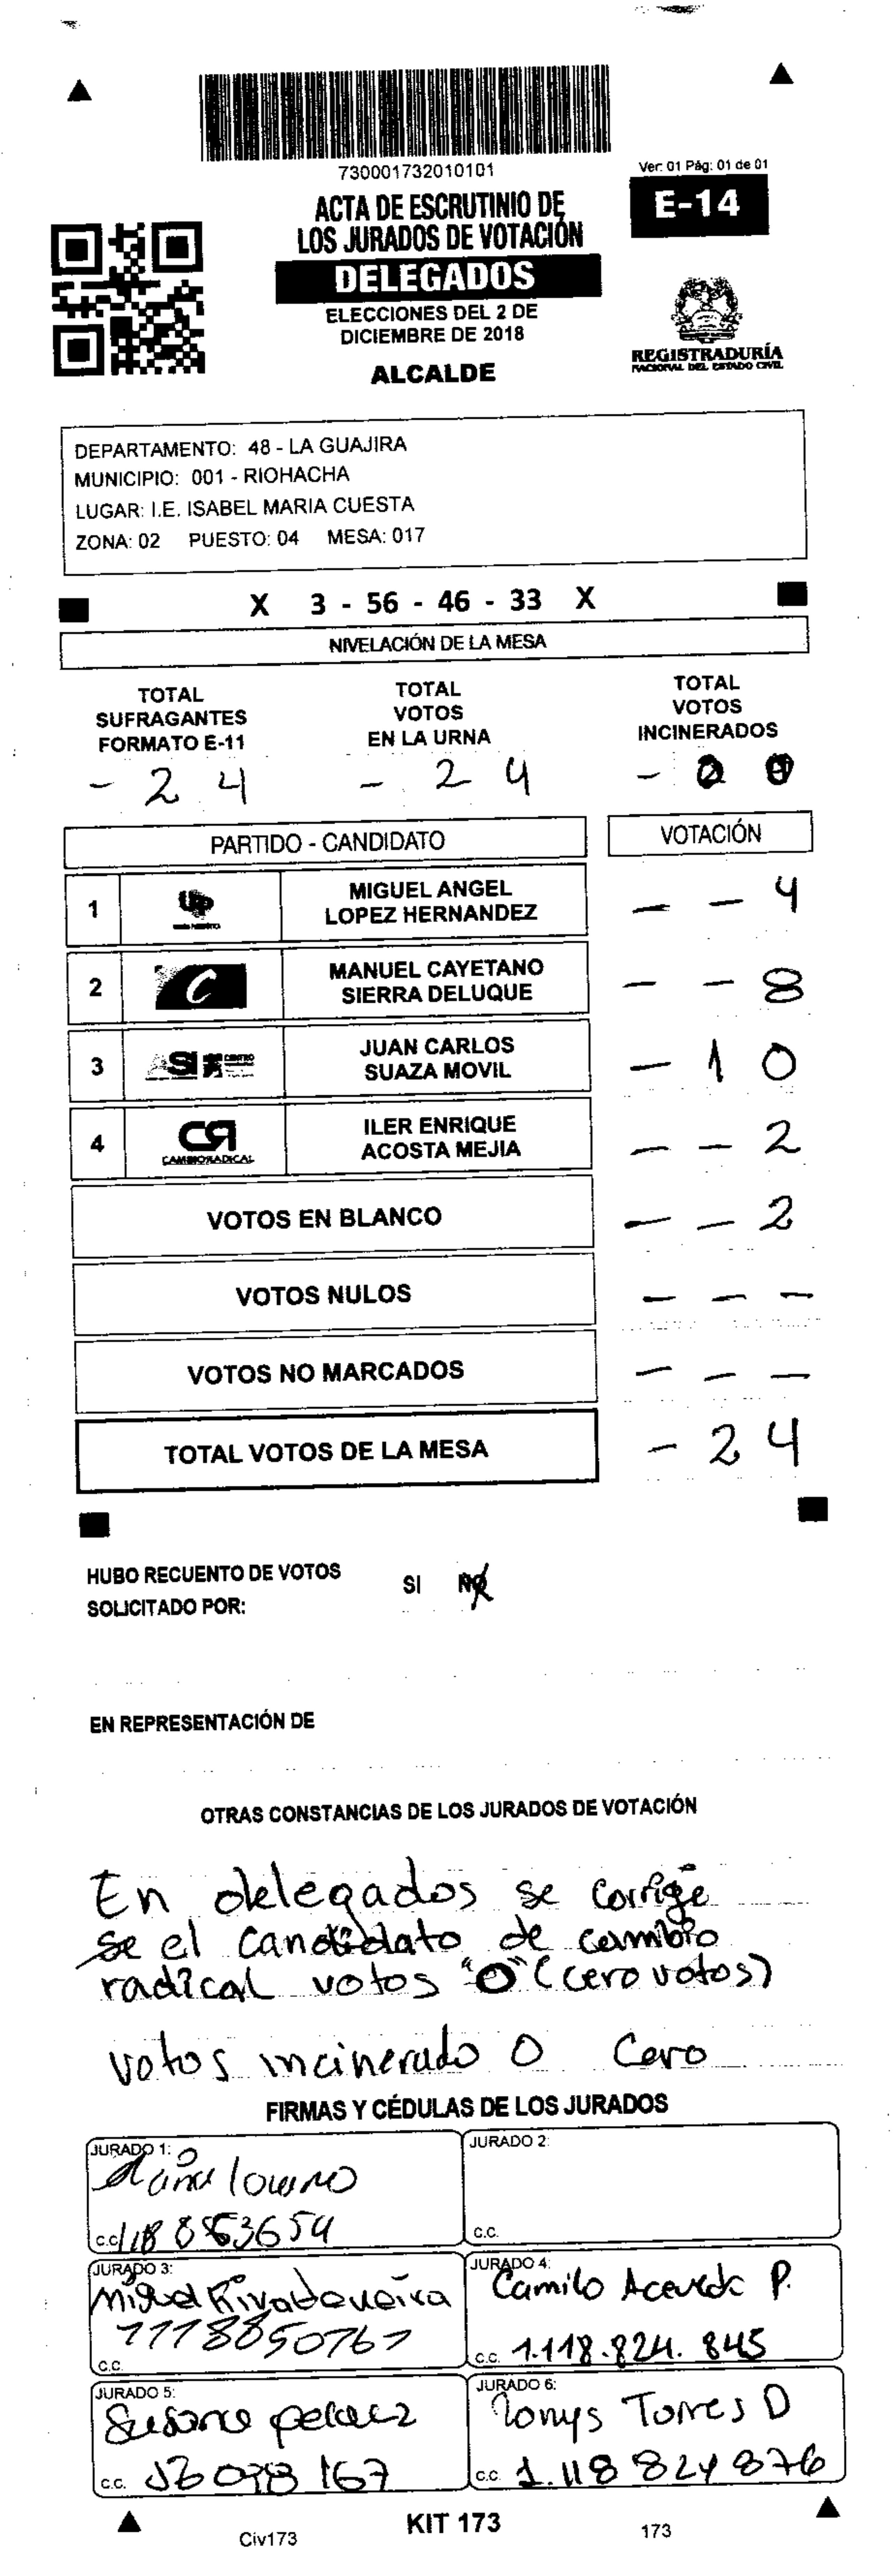 730001732010101
Ver: 01 Pág: 01 de 01
E-14
ACTA DE ESCRUTINIO DE
LOS JURADOS DE VOTACIÓN
DELEGADOS
ELECCIONES DEL 2 DE
DICIEMBRE DE 2018
ALCALDE
REGISTRADURÍA
NACIONAL DEL ESTADO CIVIL
DEPARTAMENTO: 48 - LA GUAJIRA
MUNICIPIO: 001 - RIOHACHA
LUGAR: I.E. ISABEL MARIA CUESTA
ZONA: 02 PUESTO: 04 MESA: 017
X 3 - 56 - 46 - 33 X
NIVELACIÓN DE LA MESA
TOTAL SUFRAGANTES FORMATO E-11
TOTAL VOTOS EN LA URNA
TOTAL VOTOS INCINERADOS
- 2 4
- 2 4
- 0 0
PARTIDO - CANDIDATO VOTACIÓN
1 Up MIGUEL ANGEL LOPEZ HERNANDEZ - - 4
2 C MANUEL CAYETANO SIERRA DELUQUE - - 8
3 ASI CENTRO JUAN CARLOS SUAZA MOVIL - 1 0
4 CR CAMBIO RADICAL ILER ENRIQUE ACOSTA MEJIA - - 2
VOTOS EN BLANCO - - 2
VOTOS NULOS - - -
VOTOS NO MARCADOS - - -
TOTAL VOTOS DE LA MESA - 2 4
HUBO RECUENTO DE VOTOS SI NO
SOLICITADO POR:
EN REPRESENTACIÓN DE
OTRAS CONSTANCIAS DE LOS JURADOS DE VOTACIÓN
En delegados se corrige
se el candidato de cambio
radical votos "0" (cero votos)
votos incinerado 0 Cero
FIRMAS Y CÉDULAS DE LOS JURADOS
JURADO 1:
c.c.
JURADO 2:
C.C.
JURADO 3:
Miguel Rivadeneira
1118850761
C.C.
JURADO 4:
Camilo Acevedo P.
C.C. 1.118.824.845
JURADO 5:
Susana pelaez
C.C.
JURADO 6:
Torres D
C.C. 1.118 824 876
KIT 173
Civ173
173